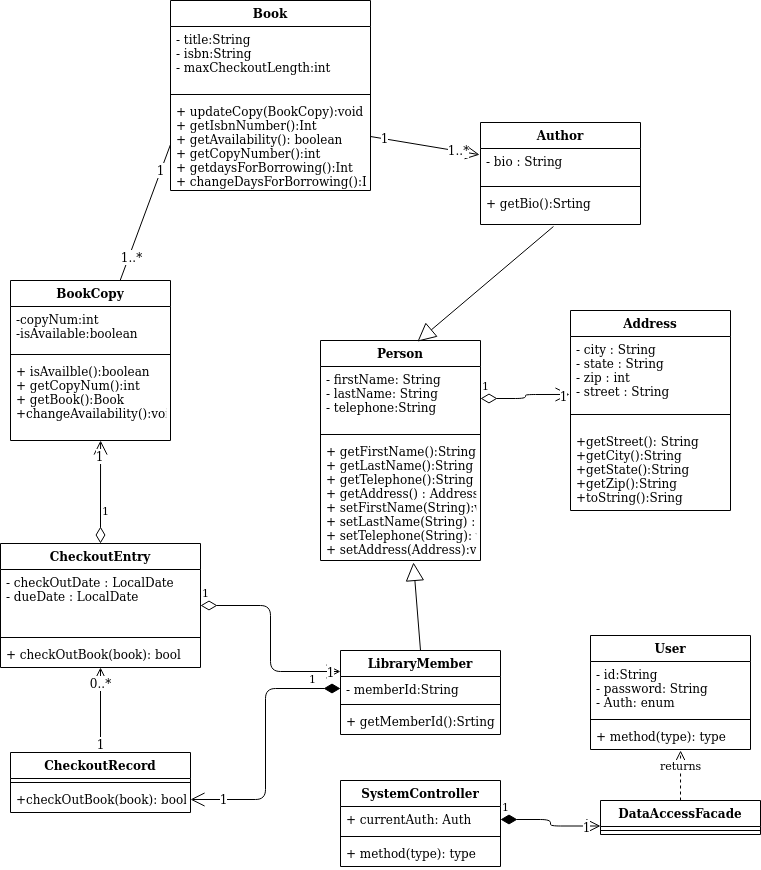 Book
- title:String
- isbn:String
- maxCheckoutLength:int
+ updateCopy(BookCopy):void
+ getIsbnNumber():Int
+ getAvailability(): boolean
+ getCopyNumber():int
+ getdaysForBorrowing():Int
+ changeDaysForBorrowing():I
1
1..*
1
1..*
Author
- bio : String
+ getBio():Srting
BookCopy
-copyNum:int
-isAvailable:boolean
+ isAvailble():boolean
+ getCopyNum():int
+ getBook():Book
+changeAvailability():voi
1
1
Person
- firstName: String
- lastName: String
- telephone:String
+ getFirstName():String
+ getLastName():String
+ getTelephone():String
+ getAddress() : Address
+ setFirstName(String):v
+ setLastName(String) :
+ setTelephone(String):
+ setAddress(Address):v
1
1
Address
- city : String
- state : String
- zip : int
- street : String
+getStreet(): String
+getCity():String
+getState():String
+getZip():String
+toString():Sring
CheckoutEntry
- checkOutDate : LocalDate
- dueDate : LocalDate
+ checkOutBook(book): bool
1
1
0..*
1
CheckoutRecord
+checkOutBook(book): bool
1
1
LibraryMember
- memberId:String
+ getMemberId():Srting
User
- id:String
- password: String
- Auth: enum
+ method(type): type
returns
SystemController
+ currentAuth: Auth
+ method(type): type
1
1
DataAccessFacade